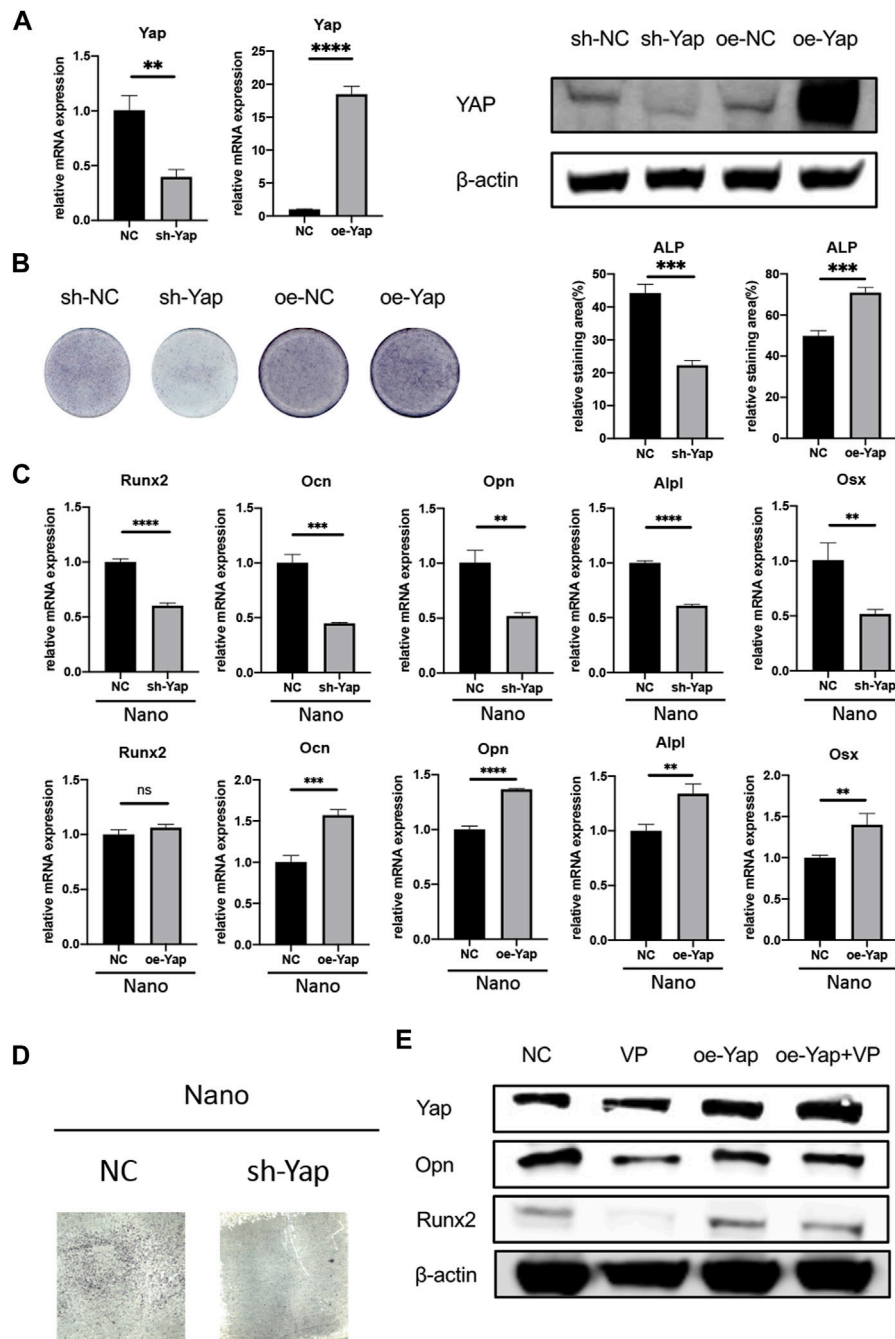 A
Yap
**
relative mRNA expression
1.5
1.0
0.5
0.0
NC sh-Yap
Yap
****
relative mRNA expression
25
20
15
10
5
0
NC oe-Yap
sh-NC sh-Yap oe-NC oe-Yap
YAP
β-actin
B
sh-NC sh-Yap oe-NC oe-Yap
ALP
***
relative staining area(%)
60
40
20
0
NC sh-Yap
ALP
***
relative staining area(%)
80
60
40
20
0
NC oe-Yap
C
Runx2
****
relative mRNA expression
1.5
1.0
0.5
0.0
NC sh-Yap
Nano
Ocn
***
relative mRNA expression
1.5
1.0
0.5
0.0
NC sh-Yap
Nano
Opn
**
relative mRNA expression
1.5
1.0
0.5
0.0
NC sh-Yap
Nano
Alpl
****
relative mRNA expression
1.5
1.0
0.5
0.0
NC sh-Yap
Nano
Osx
**
relative mRNA expression
1.5
1.0
0.5
0.0
NC sh-Yap
Nano
Runx2
ns
relative mRNA expression
1.5
1.0
0.5
0.0
NC oe-Yap
Nano
Ocn
***
relative mRNA expression
2.0
1.5
1.0
0.5
0.0
NC oe-Yap
Nano
Opn
****
relative mRNA expression
1.5
1.0
0.5
0.0
NC oe-Yap
Nano
Alpl
**
relative mRNA expression
1.5
1.0
0.5
0.0
NC oe-Yap
Nano
Osx
**
relative mRNA expression
2.0
1.5
1.0
0.5
0.0
NC oe-Yap
Nano
D
Nano
NC sh-Yap
E
NC VP oe-Yap oe-Yap+VP
Yap
Opn
Runx2
β-actin